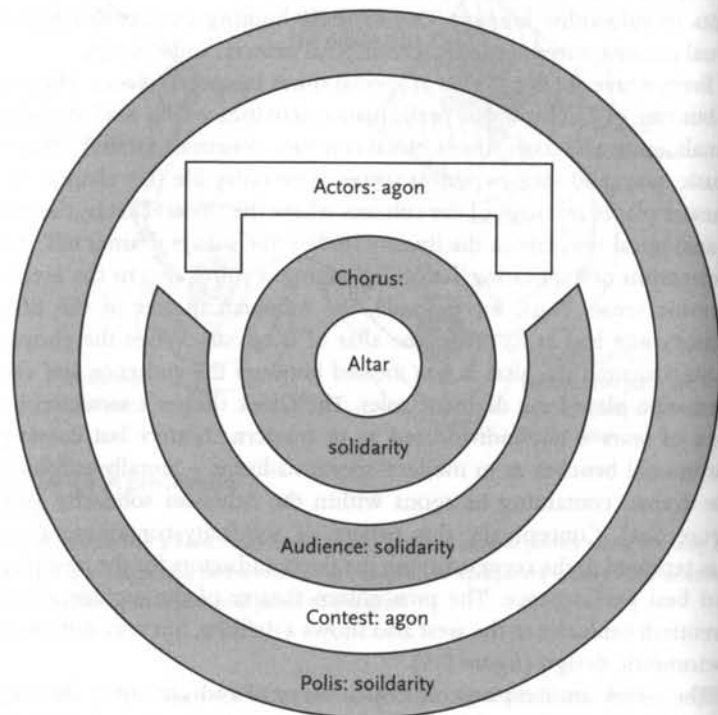 Actors: agon
Chorus:
Altar
solidarity
Audience: solidarity
Contest: agon
Polis: soilidarity